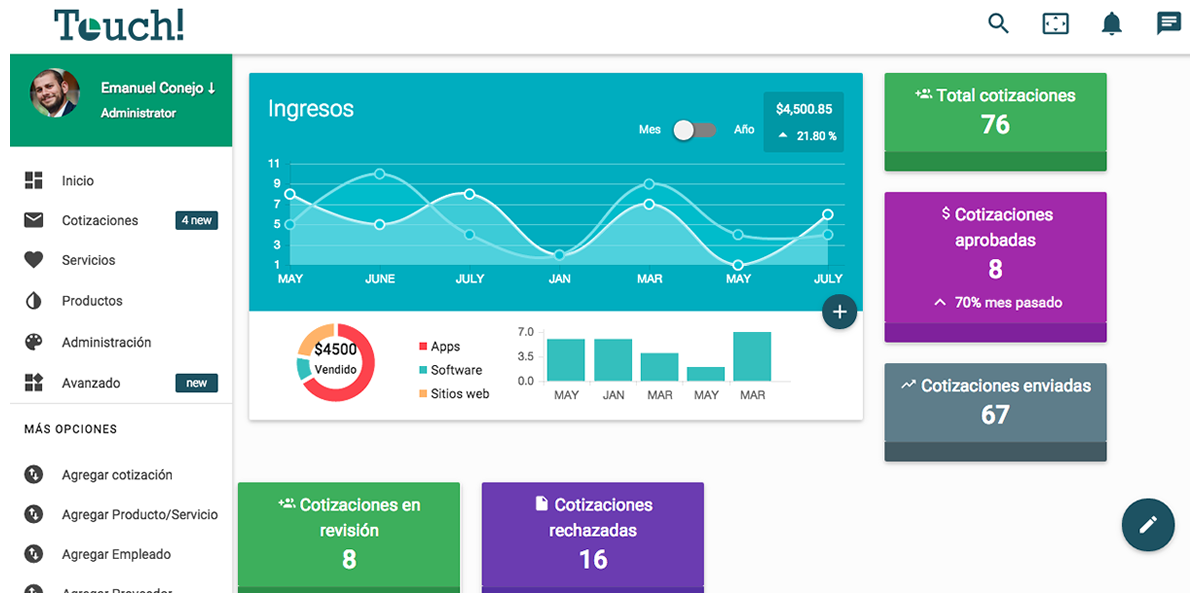 Touch!
Emanuel Conejo ↓
Administrator
Inicio
Cotizaciones
4 new
Servicios
Productos
Administración
Avanzado
new
MÁS OPCIONES
Agregar cotización
Agregar Producto/Servicio
Agregar Empleado
Agregar Proveedor
Ingresos
Mes
Año
$4,500.85
21.80 %
11
9
7
5
3
1
MAY JUNE JULY JAN MAR MAY JULY
$4500
Vendido
Apps
Software
Sitios web
7.0
3.5
0.0
MAY JAN MAR MAY MAR
Total cotizaciones
76
$ Cotizaciones
aprobadas
8
70% mes pasado
Cotizaciones enviadas
67
Cotizaciones en
revisión
8
Cotizaciones
rechazadas
16